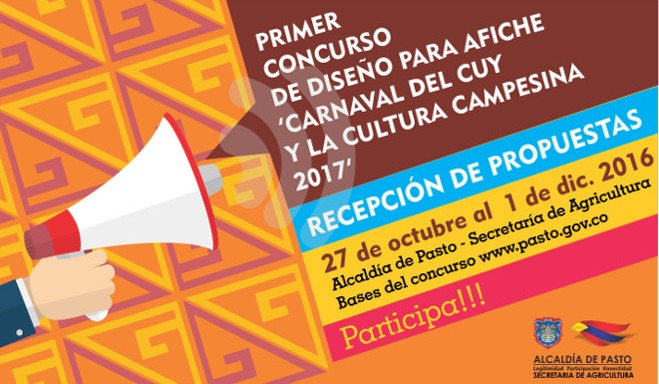 PRIMER
CONCURSO
DE DISEÑO PARA AFICHE
‘CARNAVAL DEL CUY
Y LA CULTURA CAMPESINA
2017’
RECEPCIÓN DE PROPUESTAS
27 de octubre al 1 de dic. 2016
Alcaldía de Pasto - Secretaría de Agricultura
Bases del concurso www.pasto.gov.co
Participa!!!
ALCALDÍA DE PASTO
Legitimidad Participación Honestidad
SECRETARIA DE AGRICULTURA